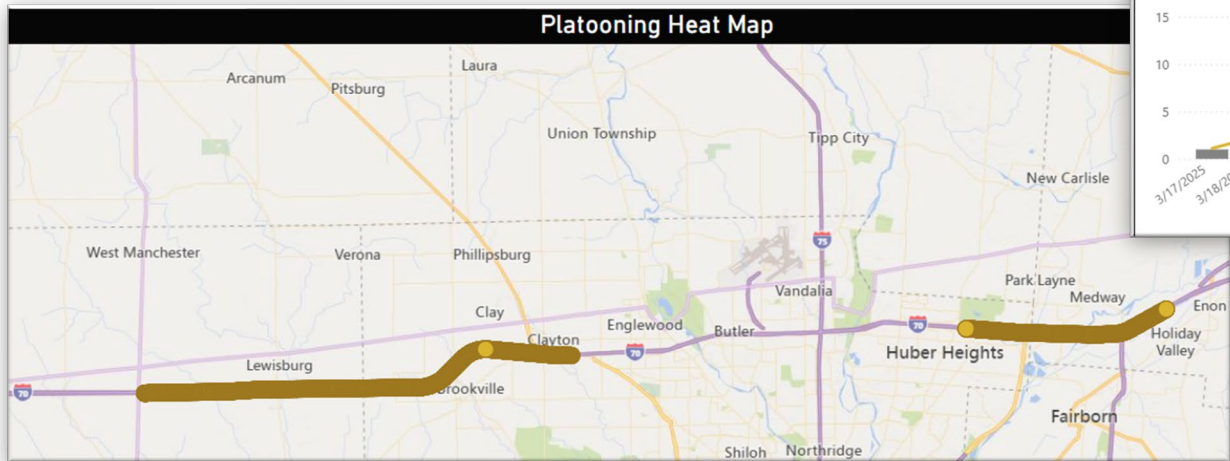 Platooning Heat Map
15
10
5
0
3/17/2025
Laura
Arcanum
Pitsburg
Union Township
Tipp City
New Carlisle
75
West Manchester
Verona
Phillipsburg
Park Layne
Vandalia
Medway
Enon
Clay
Englewood
Butler
70
Clayton
70
Holiday
Valley
Huber Heights
Lewisburg
70
Fairborn
Shiloh
Northridge